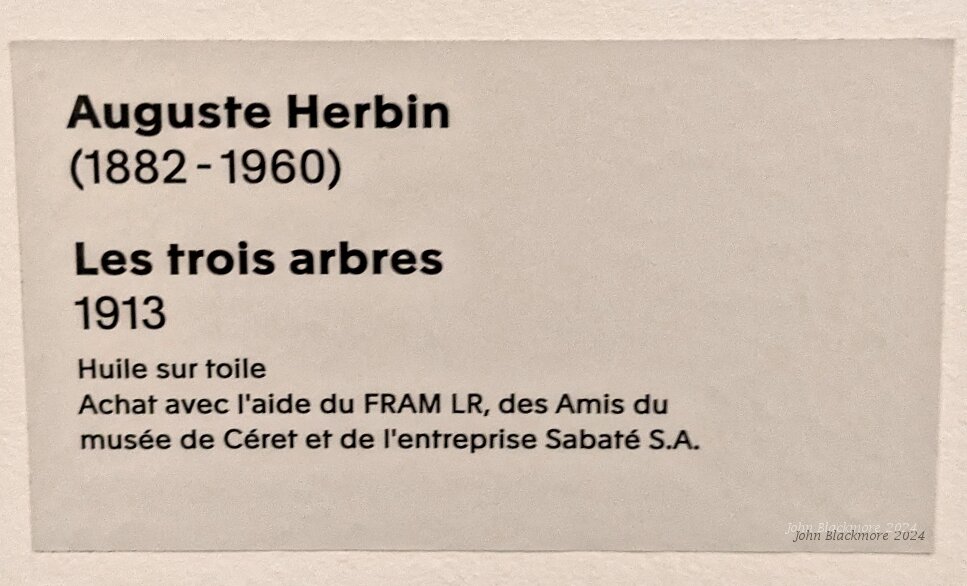 Auguste Herbin
(1882 - 1960)
Les trois arbres
1913
Huile sur toile
Achat avec l'aide du FRAM LR, des Amis du
musée de Céret et de l'entreprise Sabaté S.A.
John Blackmore 2024
John Blackmore 2024